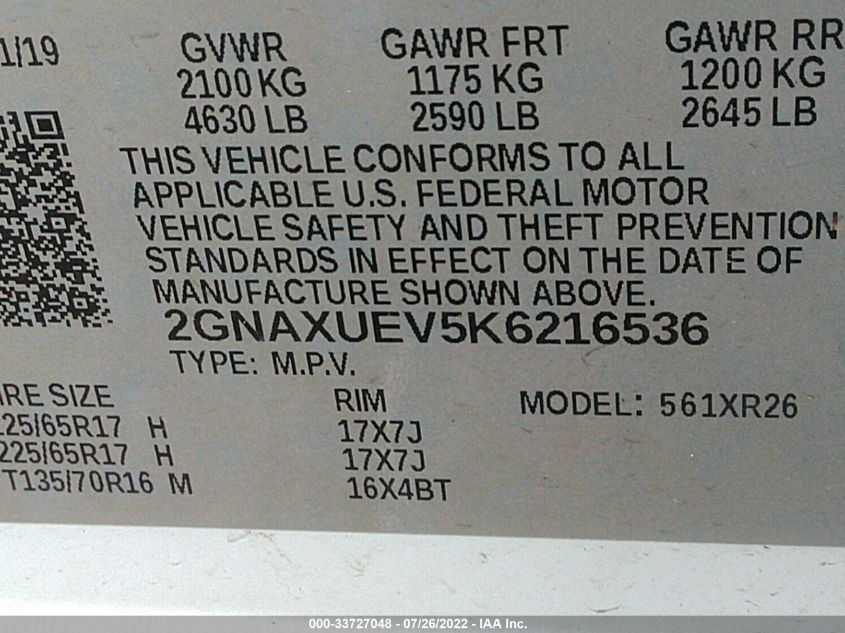 1/19 GVWR GAWR FRT GAWR RR
2100 KG 1175 KG 1200 KG
4630 LB 2590 LB 2645 LB
THIS VEHICLE CONFORMS TO ALL
APPLICABLE U.S. FEDERAL MOTOR
VEHICLE SAFETY AND THEFT PREVENTION
STANDARDS IN EFFECT ON THE DATE OF
MANUFACTURE SHOWN ABOVE.
2GNAXUEV5K6216536
TYPE: M.P.V.
IRE SIZE RIM MODEL: 561XR26
225/65R17 H 17X7J
225/65R17 H 17X7J
T135/70R16 M 16X4BT
000-33727048 - 07/26/2022 - IAA Inc.